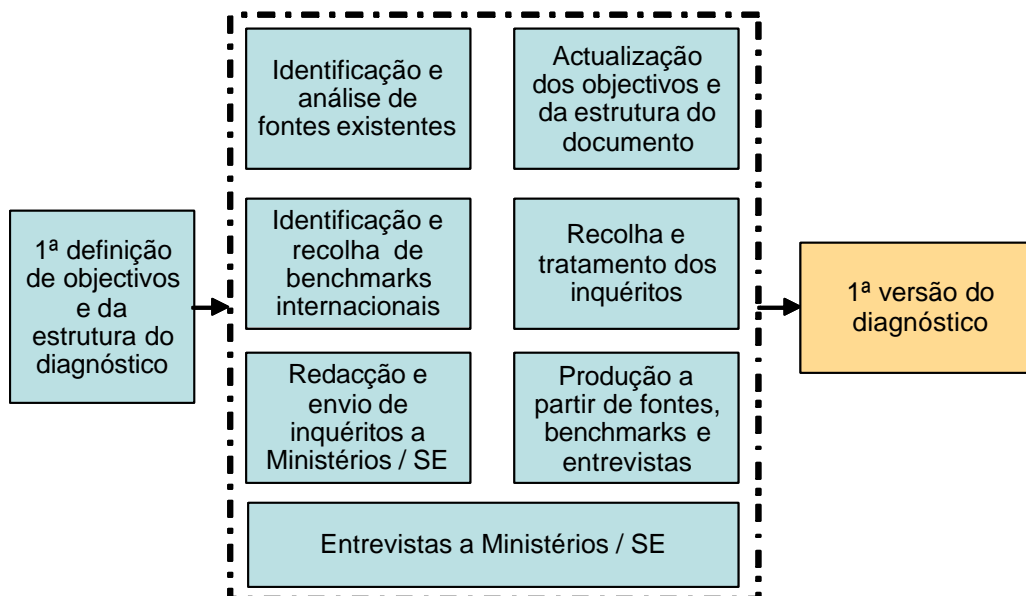 1ª definição
de objectivos
e da
estrutura do
diagnóstico
Identificação e
análise de
fontes existentes
Actualização
dos objectivos e
da estrutura do
documento
Identificação e
recolha de
benchmarks
internacionais
Recolha e
tratamento dos
inquéritos
Redacção e
envio de
inquéritos a
Ministérios / SE
Produção a
partir de fontes,
benchmarks e
entrevistas
Entrevistas a Ministérios / SE
1ª versão do
diagnóstico